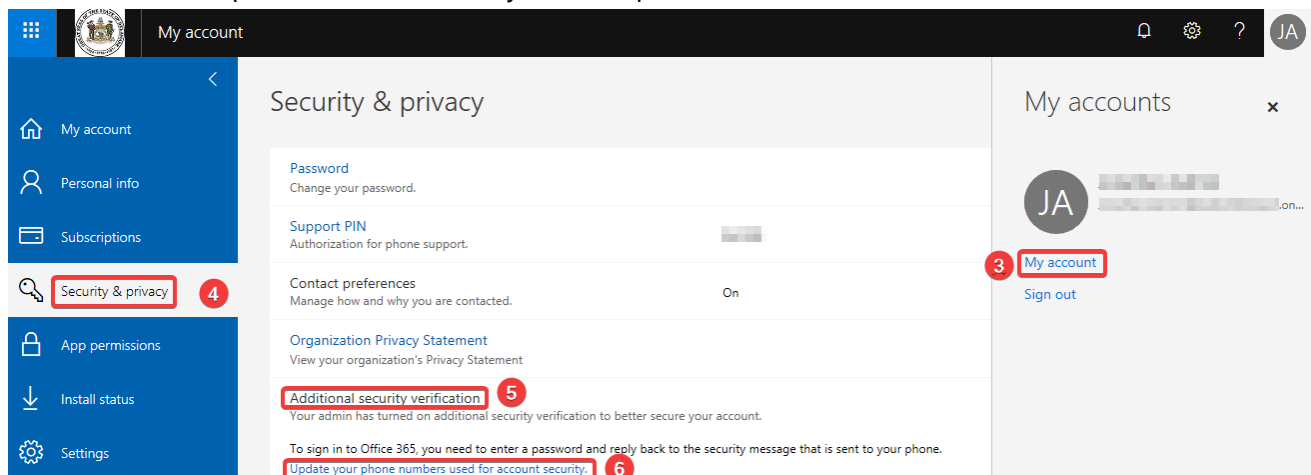 My account
?
JA
My account
Personal info
Subscriptions
Security & privacy
4
App permissions
Install status
Settings
Security & privacy
Password
Change your password.
Support PIN
Authorization for phone support.
Contact preferences
Manage how and why you are contacted.
On
Organization Privacy Statement
View your organization's Privacy Statement
Additional security verification
5
Your admin has turned on additional security verification to better secure your account.
To sign in to Office 365, you need to enter a password and reply back to the security message that is sent to your phone.
Update your phone numbers used for account security.
6
My accounts
JA
.on...
3
My account
Sign out